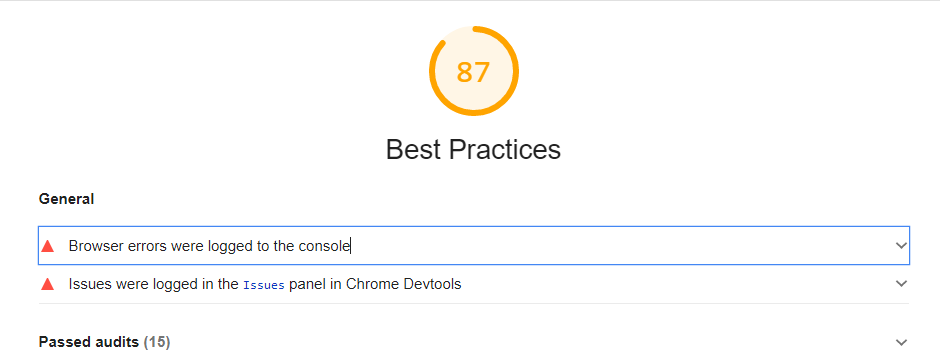 87
Best Practices
General
Browser errors were logged to the console
Issues were logged in the Issues panel in Chrome Devtools
Passed audits (15)